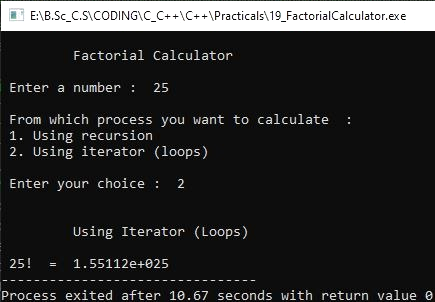 E:\B.Sc_C.S\CODING\C_C++\C++\Practicals\19_FactorialCalculator.exe
Factorial Calculator
Enter a number :  25
From which process you want to calculate  :
1. Using recursion
2. Using iterator (loops)
Enter your choice :  2
Using Iterator (Loops)
25!  =  1.55112e+025
--------------------------------
Process exited after 10.67 seconds with return value 0